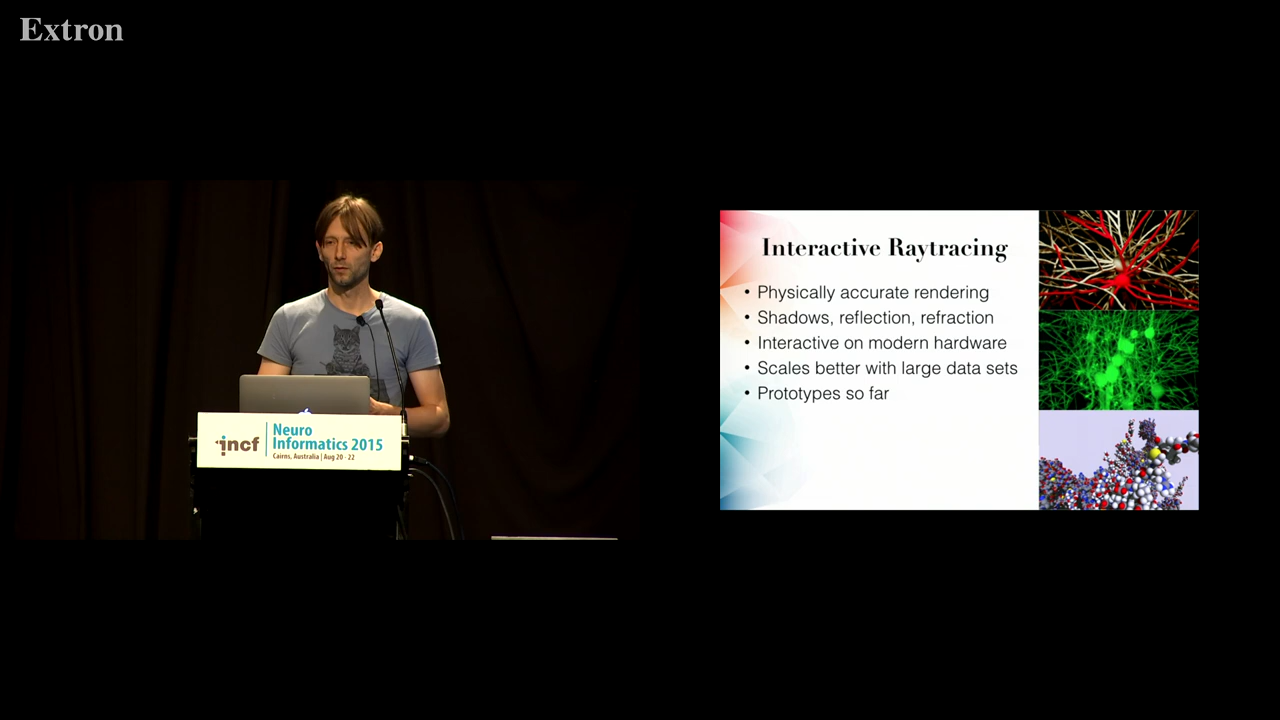 Extron
incf
Neuro
Informatics 2015
Cairns, Australia | Aug 20 - 22
Interactive Raytracing
• Physically accurate rendering
• Shadows, reflection, refraction
• Interactive on modern hardware
• Scales better with large data sets
• Prototypes so far